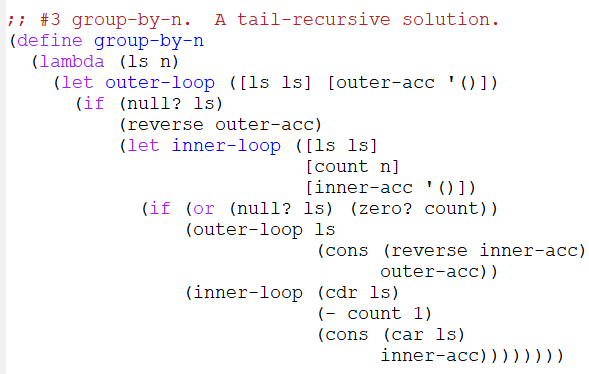 ;; #3 group-by-n.  A tail-recursive solution.
(define group-by-n
  (lambda (ls n)
    (let outer-loop ([ls ls] [outer-acc '()])
      (if (null? ls)
          (reverse outer-acc)
          (let inner-loop ([ls ls]
                           [count n]
                           [inner-acc '()])
            (if (or (null? ls) (zero? count))
                (outer-loop ls
                            (cons (reverse inner-acc)
                                  outer-acc))
                (inner-loop (cdr ls)
                            (- count 1)
                            (cons (car ls)
                                  inner-acc))))))))